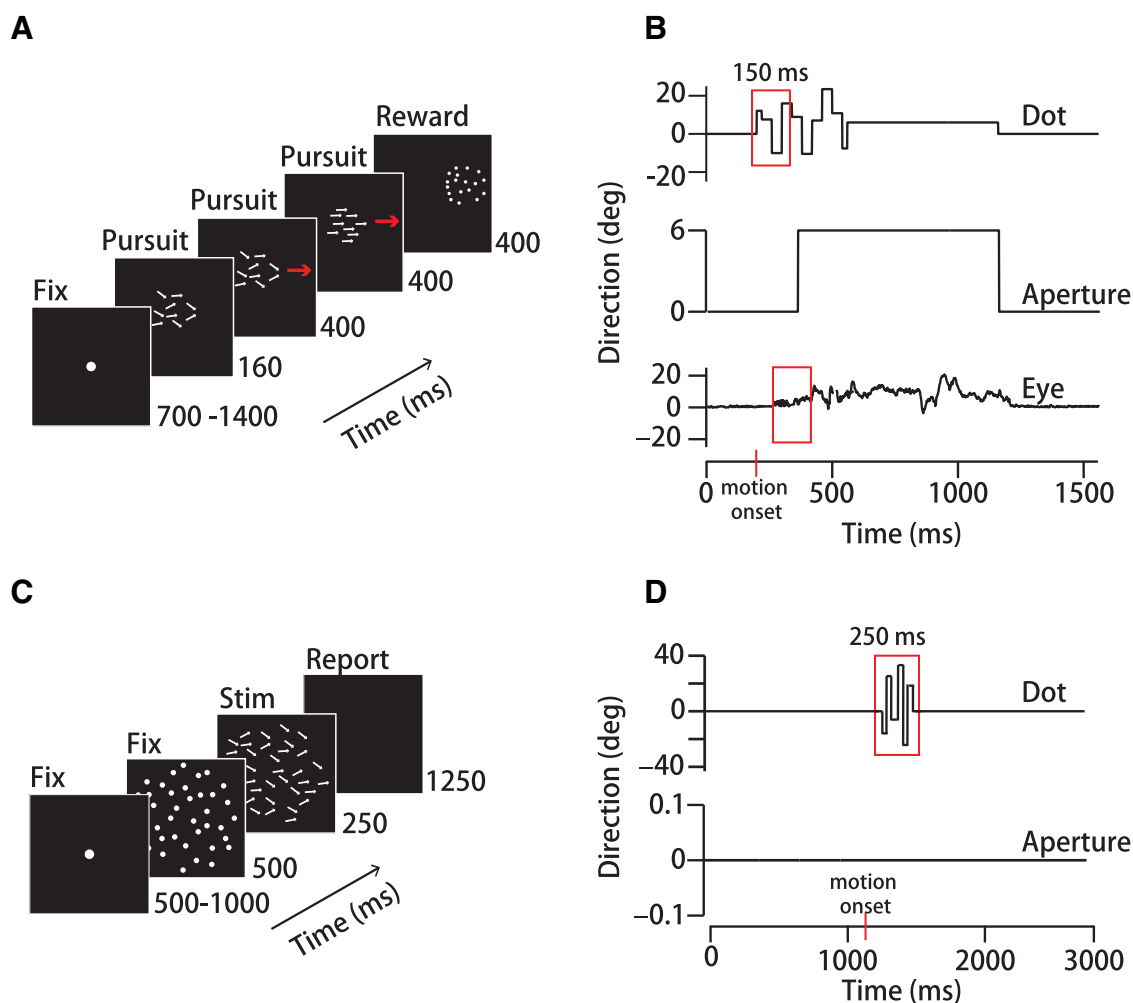 A
Fix
Pursuit
Pursuit
Pursuit
Reward
700 -1400
160
400
400
400
Time (ms)
B
150 ms
20
0
-20
Dot
6
0
Aperture
20
0
−20
Eye
Direction (deg)
motion
onset
0
500
1000
1500
Time (ms)
C
Fix
Fix
Stim
Report
500-1000
500
250
1250
Time (ms)
D
250 ms
40
0
−40
Dot
0.1
0
−0.1
Aperture
Direction (deg)
motion
onset
0
1000
2000
3000
Time (ms)